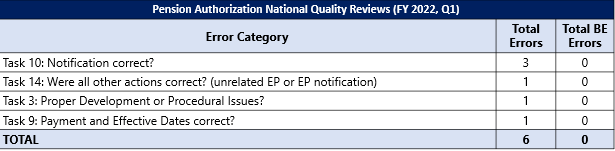 Pension Authorization National Quality Reviews (FY 2022, Q1)
Error Category Total Errors Total BE Errors
Task 10: Notification correct? 3 0
Task 14: Were all other actions correct? (unrelated EP or EP notification) 1 0
Task 3: Proper Development or Procedural Issues? 1 0
Task 9: Payment and Effective Dates correct? 1 0
TOTAL 6 0